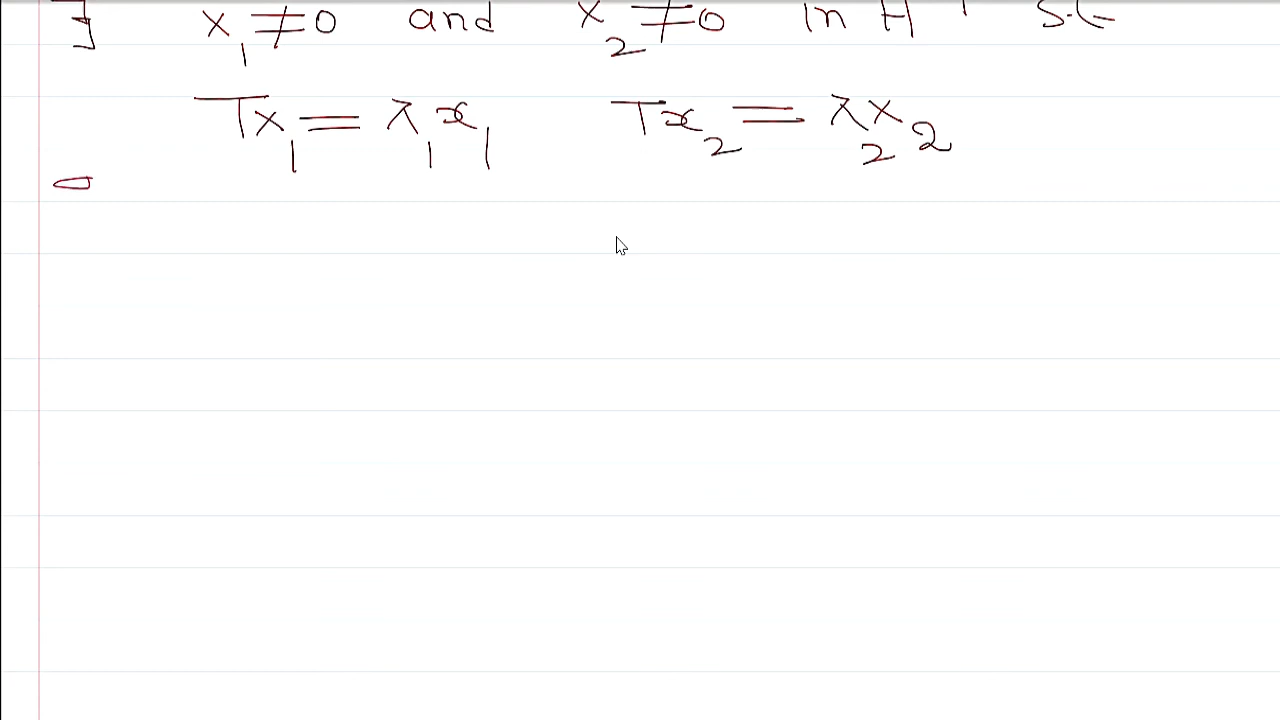 ∃ x₁ ≠ 0 and x₂ ≠ 0 in H s.t
Tx₁ = λ₁x₁ Tx₂ = λ₂x₂